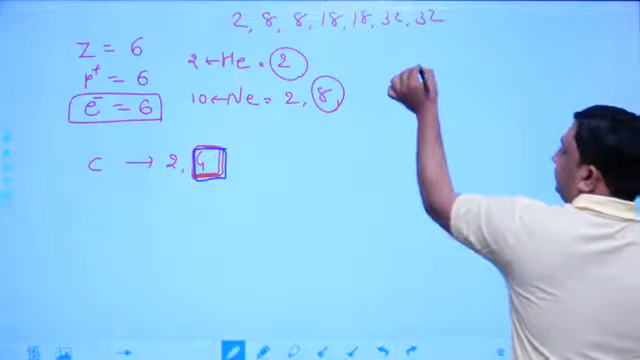 2, 8, 8, 18, 18, 32, 32
Z = 6
p⁺ = 6
e⁻ = 6
2 ← He = 2
10 ← Ne = 2, 8,
C → 2, 4